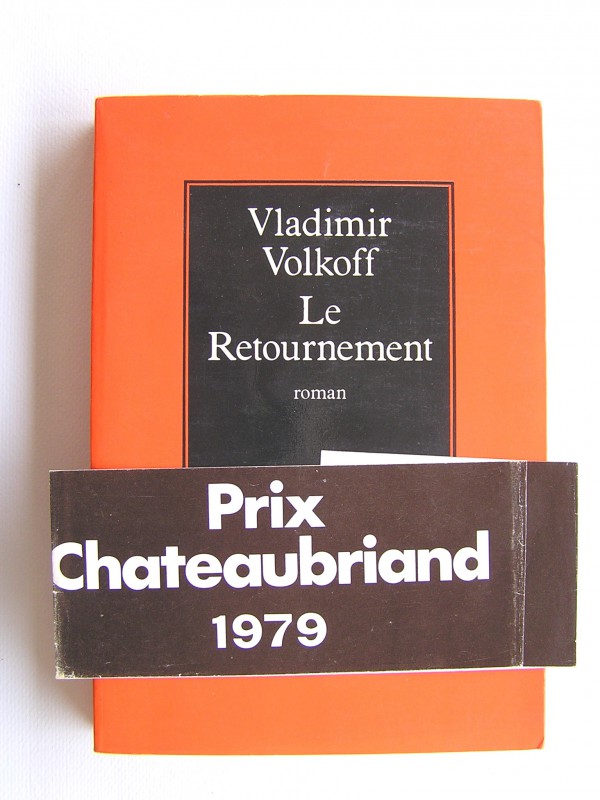 Vladimir
Volkoff
Le
Retournement
roman
Prix
Chateaubriand
1979